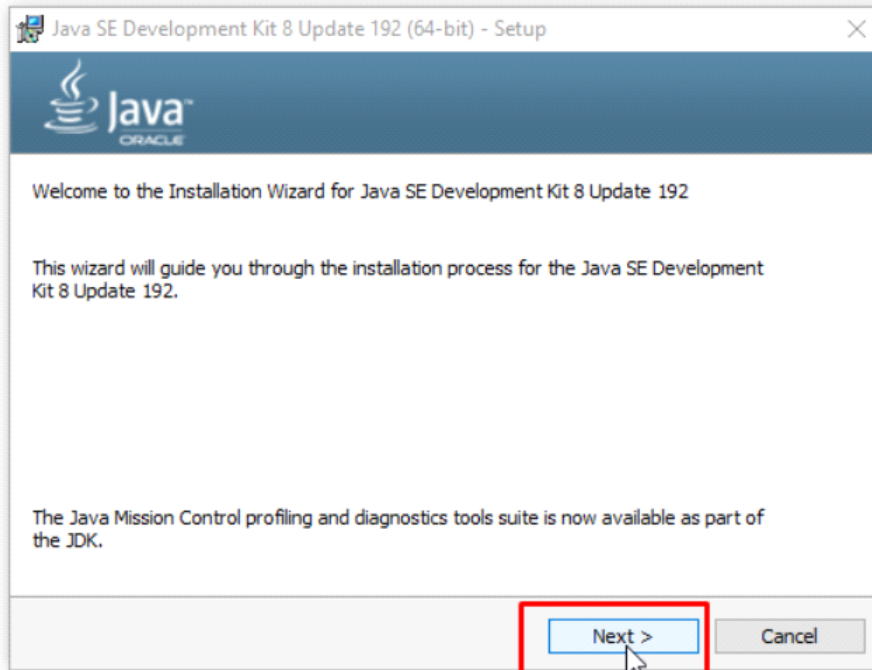 Java SE Development Kit 8 Update 192 (64-bit) - Setup
Java™
ORACLE
Welcome to the Installation Wizard for Java SE Development Kit 8 Update 192
This wizard will guide you through the installation process for the Java SE Development
Kit 8 Update 192.
The Java Mission Control profiling and diagnostics tools suite is now available as part of
the JDK.
Next >
Cancel